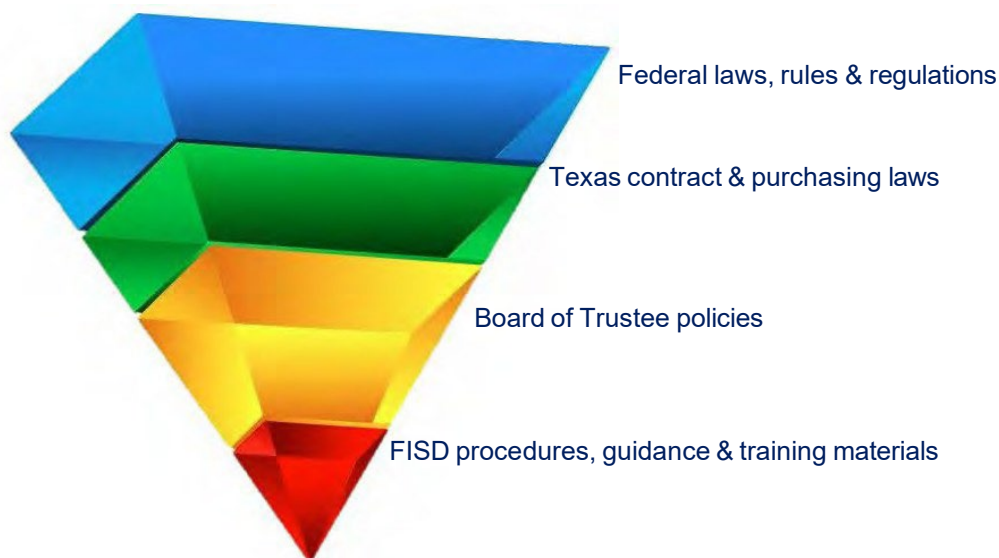 Federal laws, rules & regulations
Texas contract & purchasing laws
Board of Trustee policies
FISD procedures, guidance & training materials